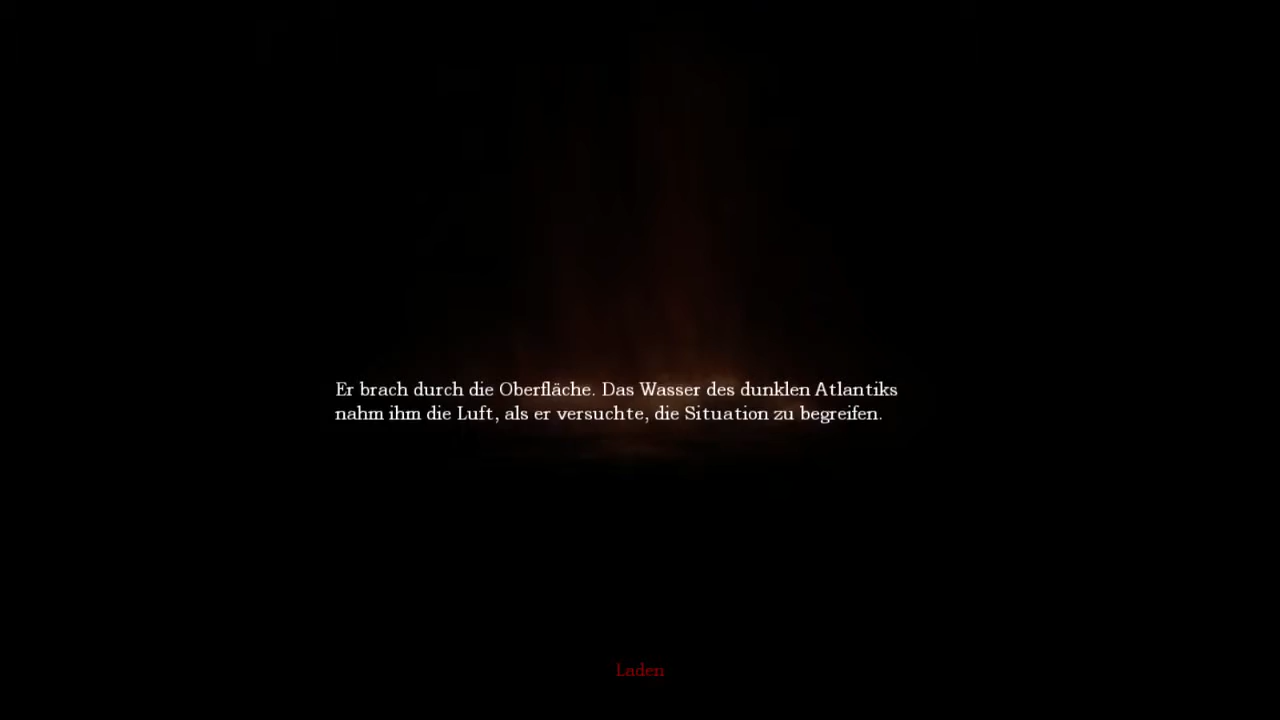 Er brach durch die Oberfläche. Das Wasser des dunklen Atlantiks
nahm ihm die Luft, als er versuchte, die Situation zu begreifen.
Laden